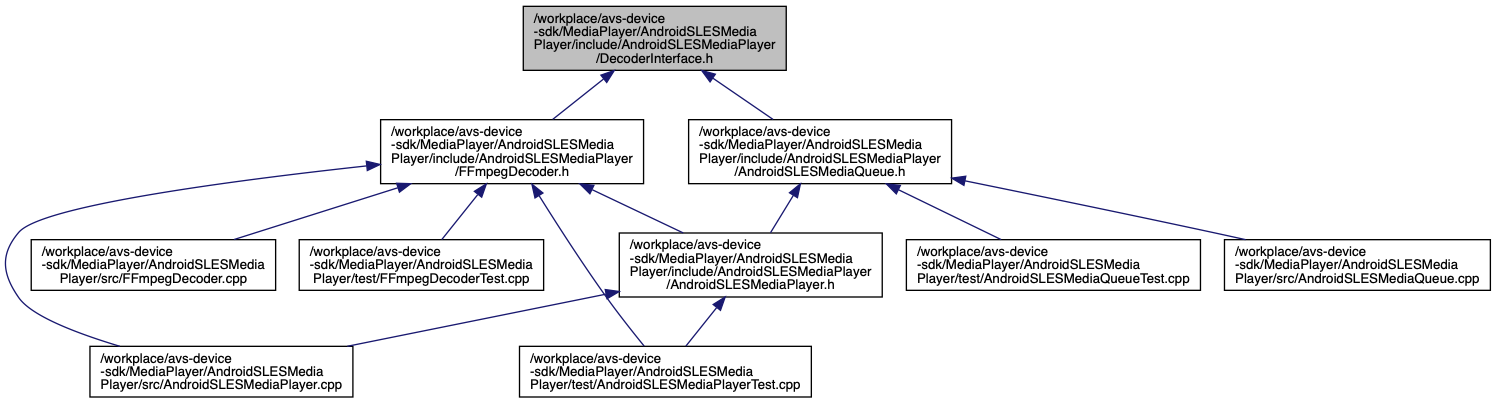 /workplace/avs-device
-sdk/MediaPlayer/AndroidSLESMedia
Player/include/AndroidSLESMediaPlayer
/DecoderInterface.h
/workplace/avs-device
-sdk/MediaPlayer/AndroidSLESMedia
Player/include/AndroidSLESMediaPlayer
/FFmpegDecoder.h
/workplace/avs-device
-sdk/MediaPlayer/AndroidSLESMedia
Player/include/AndroidSLESMediaPlayer
/AndroidSLESMediaQueue.h
/workplace/avs-device
-sdk/MediaPlayer/AndroidSLESMedia
Player/src/FFmpegDecoder.cpp
/workplace/avs-device
-sdk/MediaPlayer/AndroidSLESMedia
Player/test/FFmpegDecoderTest.cpp
/workplace/avs-device
-sdk/MediaPlayer/AndroidSLESMedia
Player/include/AndroidSLESMediaPlayer
/AndroidSLESMediaPlayer.h
/workplace/avs-device
-sdk/MediaPlayer/AndroidSLESMedia
Player/test/AndroidSLESMediaQueueTest.cpp
/workplace/avs-device
-sdk/MediaPlayer/AndroidSLESMedia
Player/src/AndroidSLESMediaQueue.cpp
/workplace/avs-device
-sdk/MediaPlayer/AndroidSLESMedia
Player/src/AndroidSLESMediaPlayer.cpp
/workplace/avs-device
-sdk/MediaPlayer/AndroidSLESMedia
Player/test/AndroidSLESMediaPlayerTest.cpp